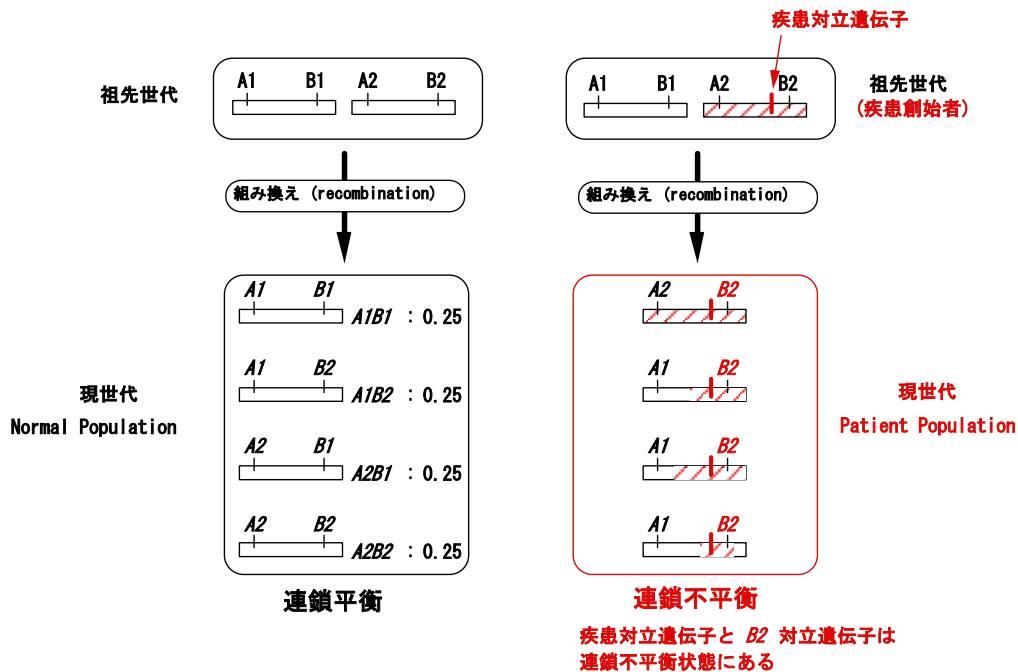 疾患対立遺伝子
祖先世代
A1 B1 A2 B2
A1 B1 A2 B2
祖先世代
(疾患創始者)
組み換え (recombination)
組み換え (recombination)
現世代
Normal Population
A1 B1
A1B1 : 0.25
A1 B2
A1B2 : 0.25
A2 B1
A2B1 : 0.25
A2 B2
A2B2 : 0.25
連鎖平衡
A2 B2
A1 B2
A1 B2
A1 B2
現世代
Patient Population
連鎖不平衡
疾患対立遺伝子と B2 対立遺伝子は
連鎖不平衡状態にある